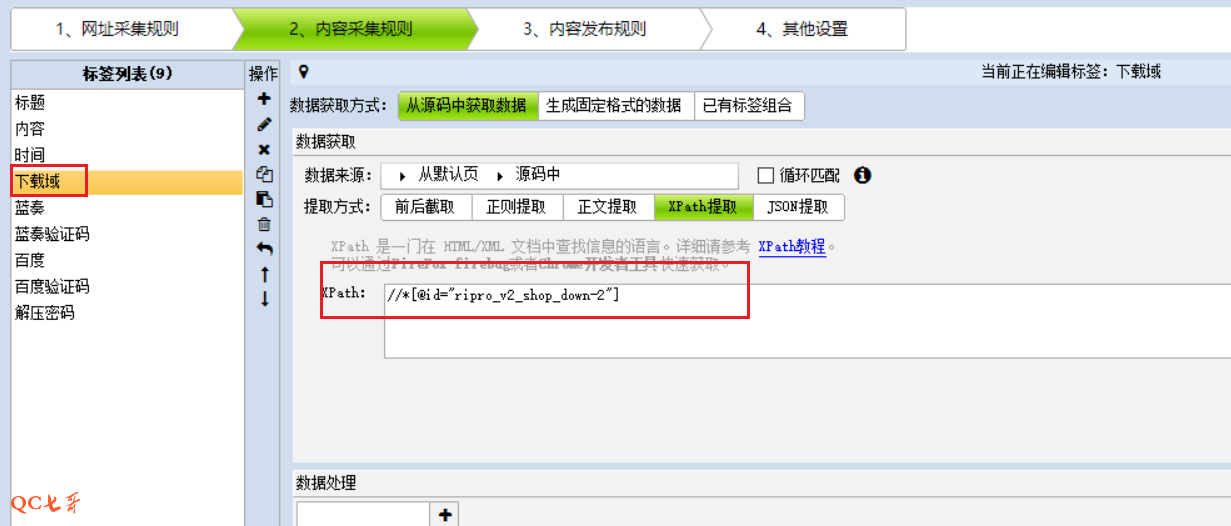 1、网址采集规则
2、内容采集规则
3、内容发布规则
4、其他设置
标签列表(9)
操作
当前正在编辑标签: 下载域
标题
内容
时间
下载域
蓝奏
蓝奏验证码
百度
百度验证码
解压密码
数据获取方式:
从源码中获取数据
生成固定格式的数据
已有标签组合
数据获取
数据来源:
从默认页
源码中
循环匹配
提取方式:
前后截取
正则提取
正文提取
XPath提取
JSON提取
XPath 是一门在 HTML/XML 文档中查找信息的语言。详细请参考 XPath教程。
可以通过FireFox firebug或者Chrome开发者工具快速获取。
XPath:
//*[@id="ripro_v2_shop_down-2"]
数据处理
QC七哥